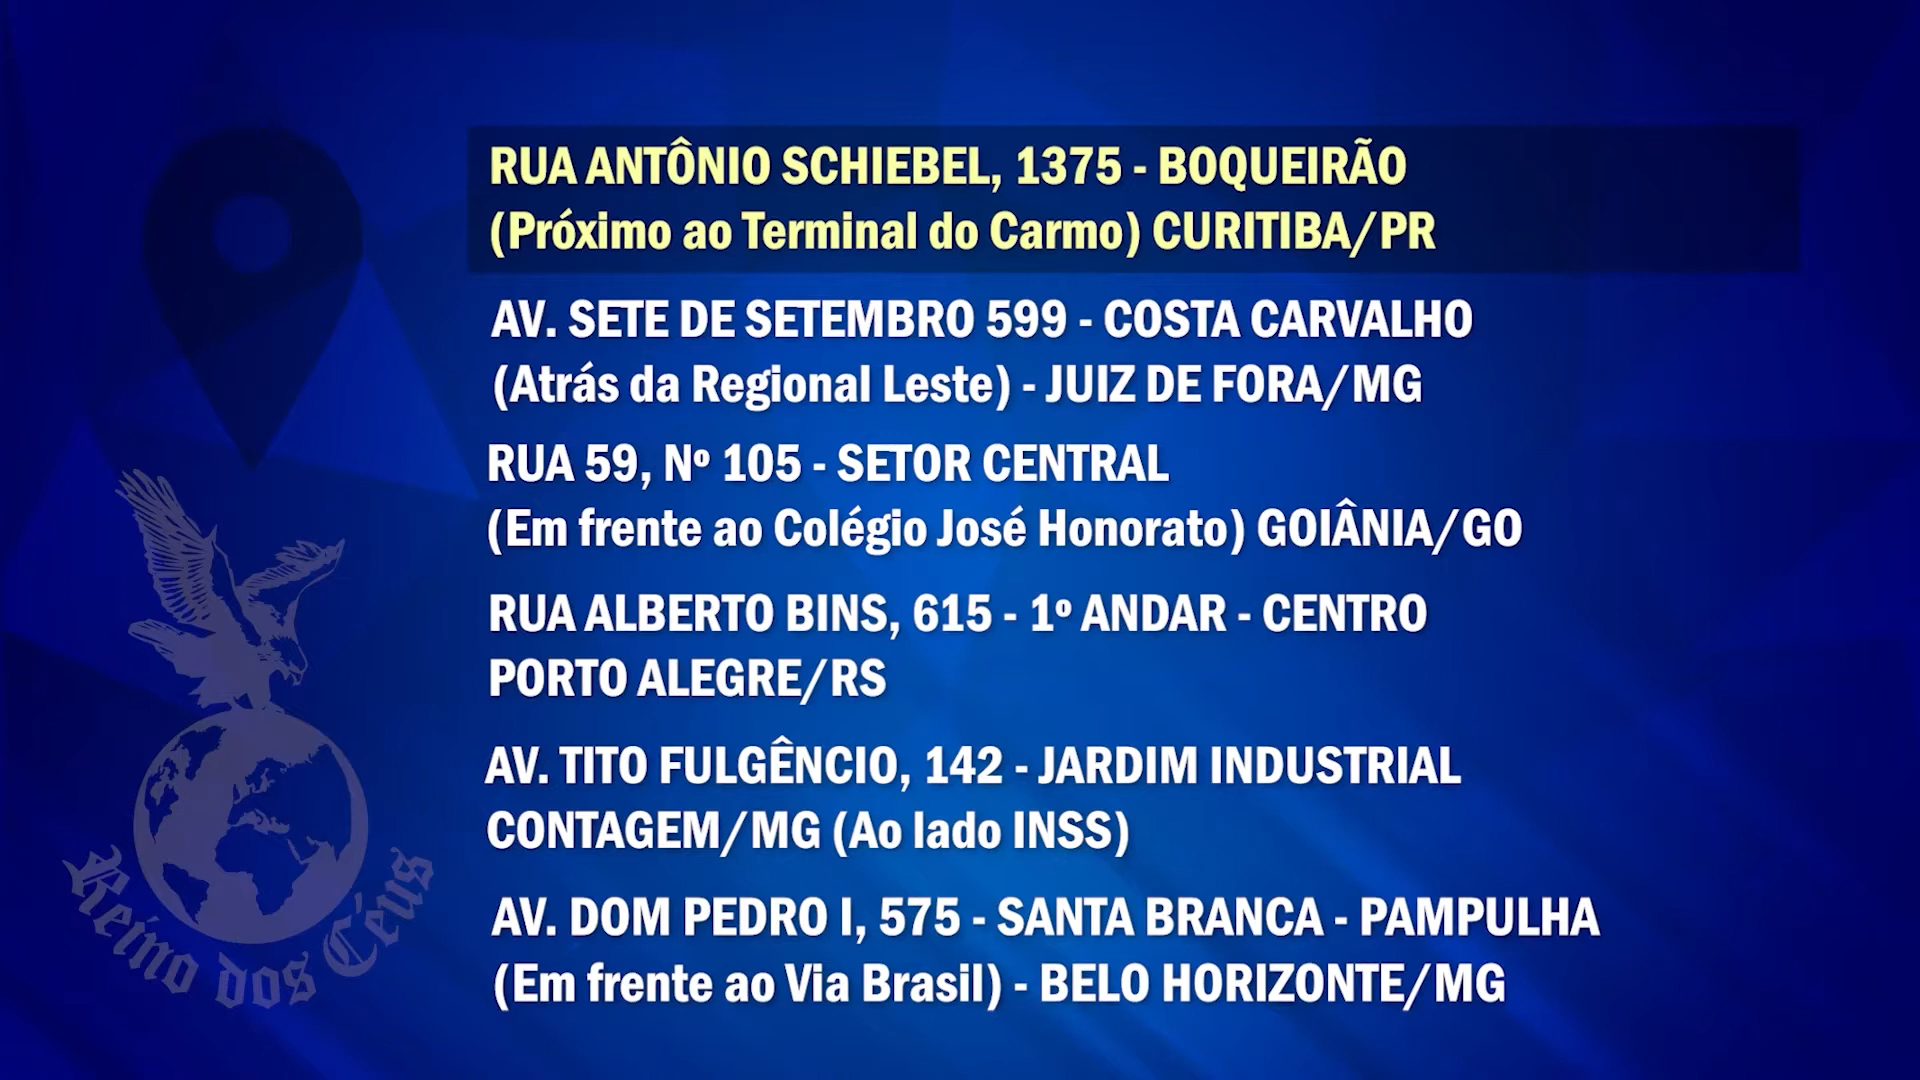 RUA ANTÔNIO SCHIEBEL, 1375 - BOQUEIRÃO
(Próximo ao Terminal do Carmo) CURITIBA/PR
AV. SETE DE SETEMBRO 599 - COSTA CARVALHO
(Atrás da Regional Leste) - JUIZ DE FORA/MG
RUA 59, Nº 105 - SETOR CENTRAL
(Em frente ao Colégio José Honorato) GOIÂNIA/GO
RUA ALBERTO BINS, 615 - 1º ANDAR - CENTRO
PORTO ALEGRE/RS
AV. TITO FULGÊNCIO, 142 - JARDIM INDUSTRIAL
CONTAGEM/MG (Ao lado INSS)
AV. DOM PEDRO I, 575 - SANTA BRANCA - PAMPULHA
(Em frente ao Via Brasil) - BELO HORIZONTE/MG
Reino dos Céus